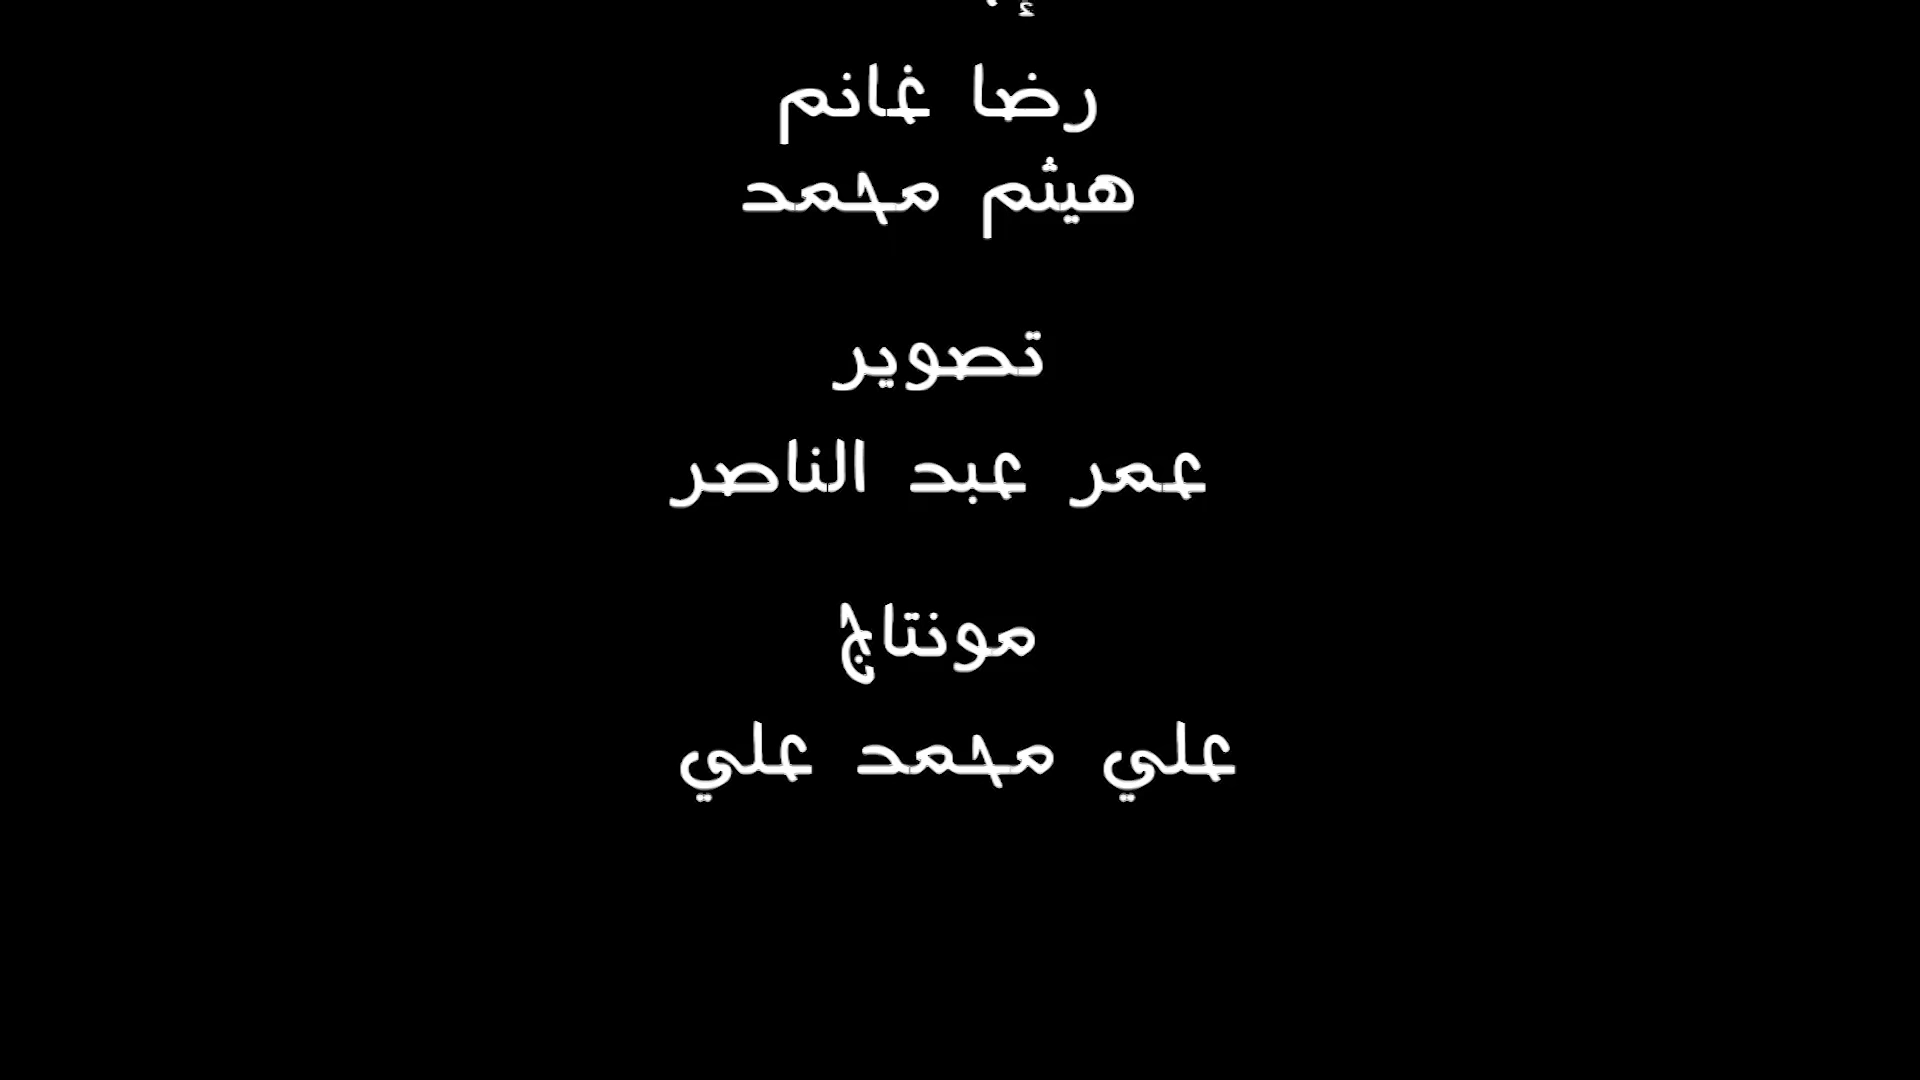 رضا غانم
هيثم محمد
تصوير
عمر عبد الناصر
مونتاج
علي محمد علي